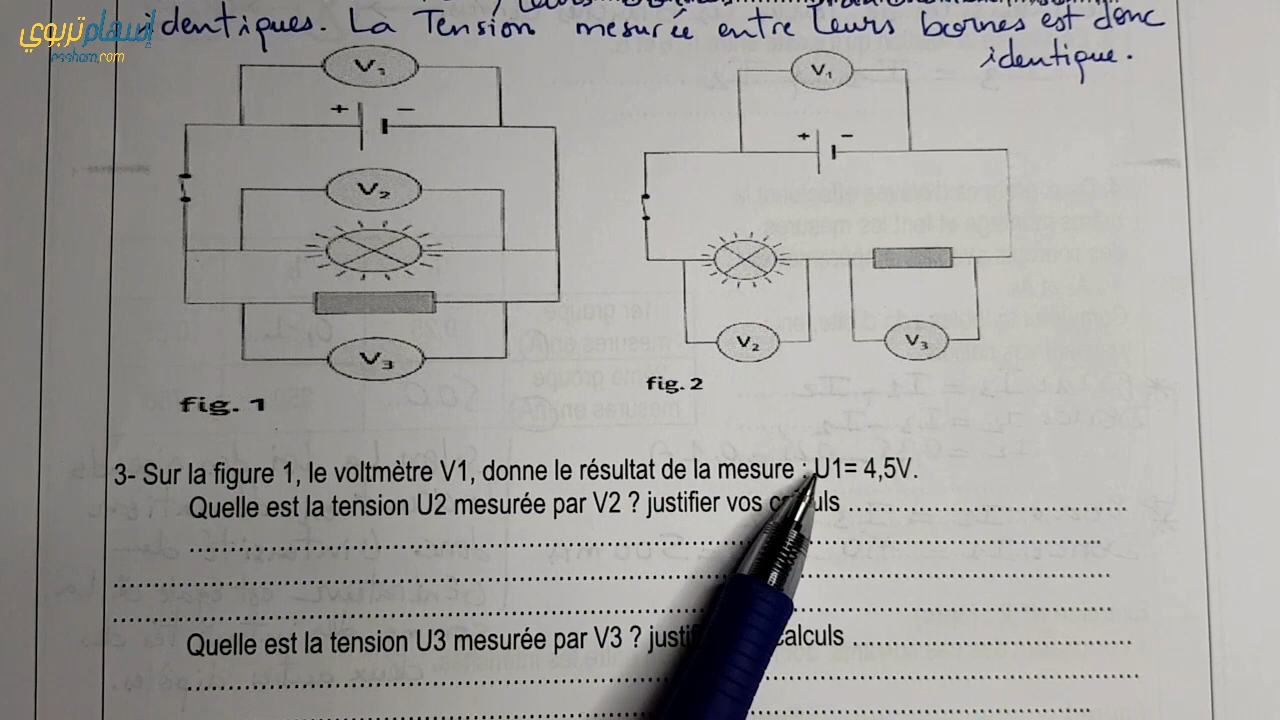 إسهام تربوي
essham.com
identiques. La Tension mesurée entre Leurs bornes est donc
identique.
V1
+ −
V2
V3
fig. 1
V1
+ −
V2
V3
fig. 2
3- Sur la figure 1, le voltmètre V1, donne le résultat de la mesure : U1= 4,5V.
Quelle est la tension U2 mesurée par V2 ? justifier vos calculs
Quelle est la tension U3 mesurée par V3 ? calculs